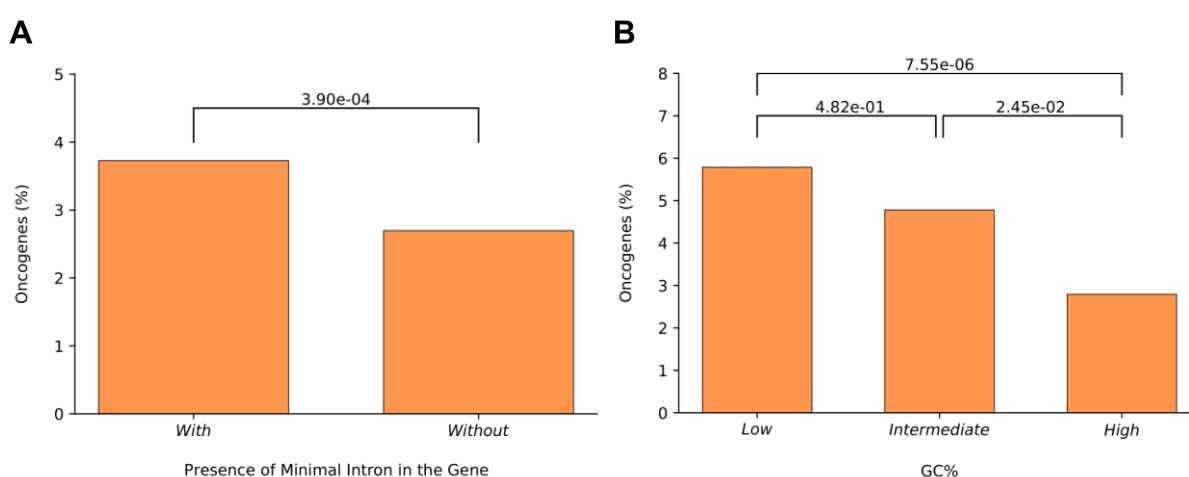 A
5
4
3
2
1
0
Oncogenes (%)
3.90e-04
With
Without
Presence of Minimal Intron in the Gene
B
8
7
6
5
4
3
2
1
0
Oncogenes (%)
7.55e-06
4.82e-01
2.45e-02
Low
Intermediate
High
GC%